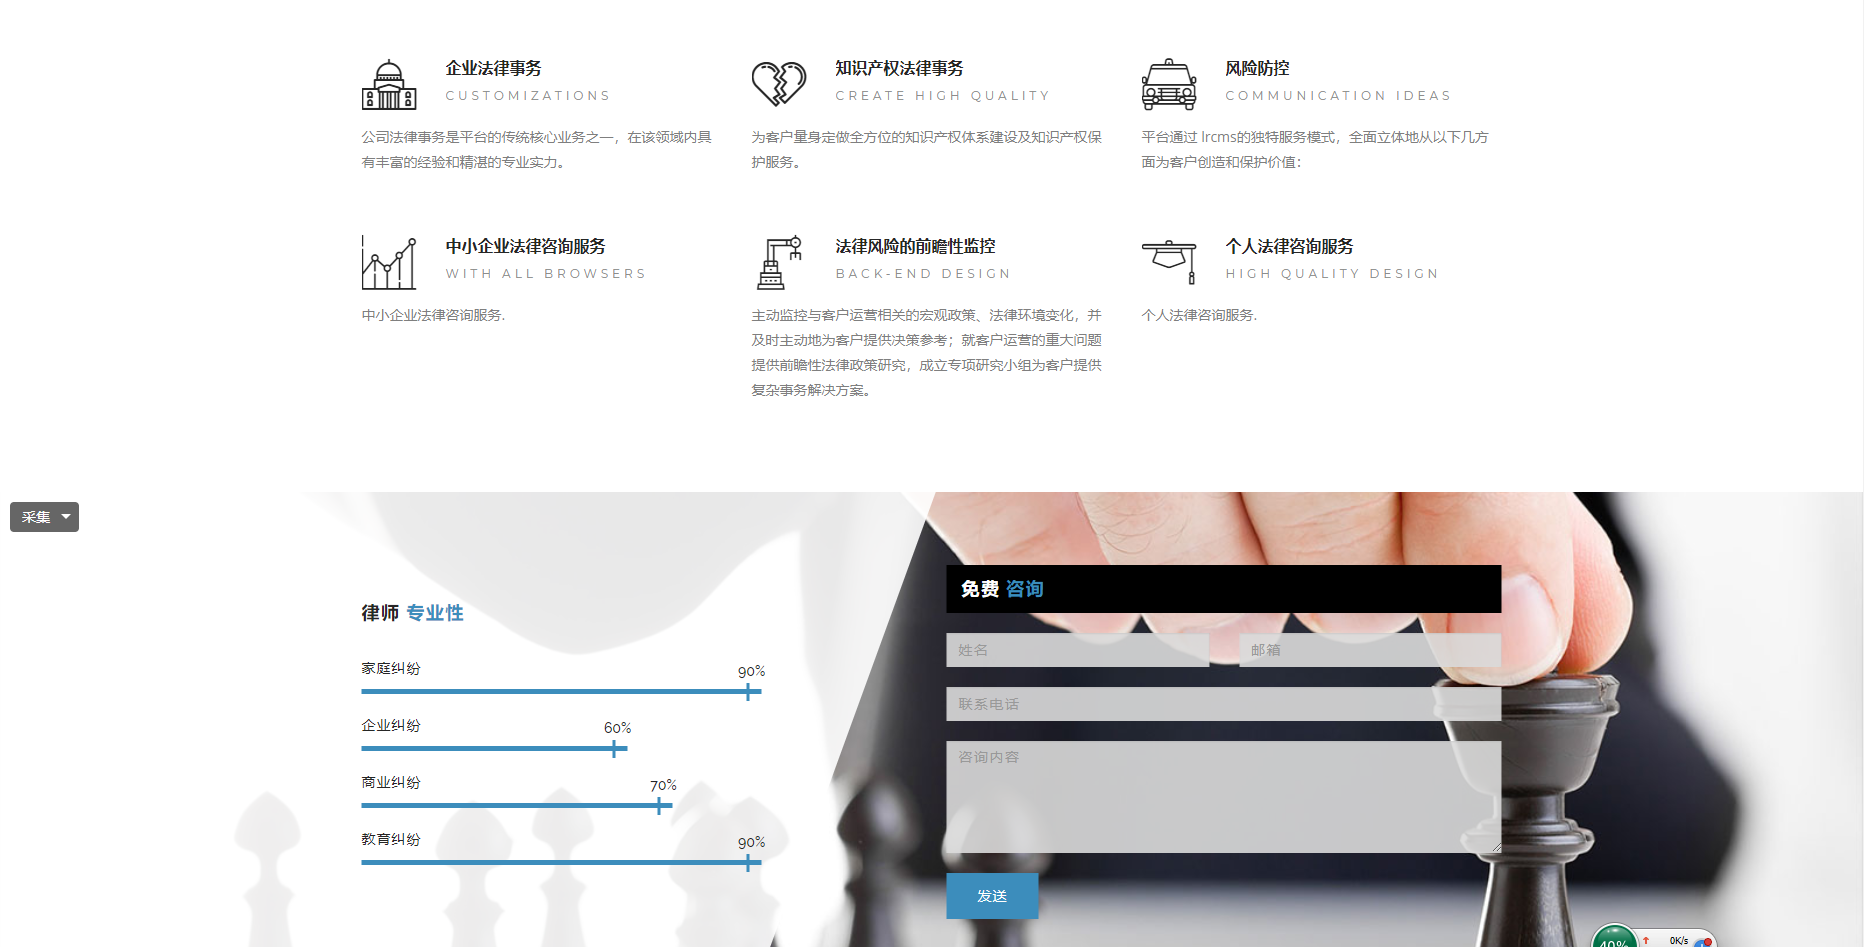 企业法律事务
CUSTOMIZATIONS
公司法律事务是平台的传统核心业务之一，在该领域内具
有丰富的经验和精湛的专业实力。
知识产权法律事务
CREATE HIGH QUALITY
为客户量身定做全方位的知识产权体系建设及知识产权保
护服务。
风险防控
COMMUNICATION IDEAS
平台通过 lrcms的独特服务模式，全面立体地从以下几方
面为客户创造和保护价值：
中小企业法律咨询服务
WITH ALL BROWSERS
中小企业法律咨询服务.
法律风险的前瞻性监控
BACK-END DESIGN
主动监控与客户运营相关的宏观政策、法律环境变化，并
及时主动地为客户提供决策参考；就客户运营的重大问题
提供前瞻性法律政策研究，成立专项研究小组为客户提供
复杂事务解决方案。
个人法律咨询服务
HIGH QUALITY DESIGN
个人法律咨询服务.
采集
律师 专业性
家庭纠纷
90%
企业纠纷
60%
商业纠纷
70%
教育纠纷
90%
免费 咨询
姓名
邮箱
联系电话
咨询内容
发送
40%
0K/s